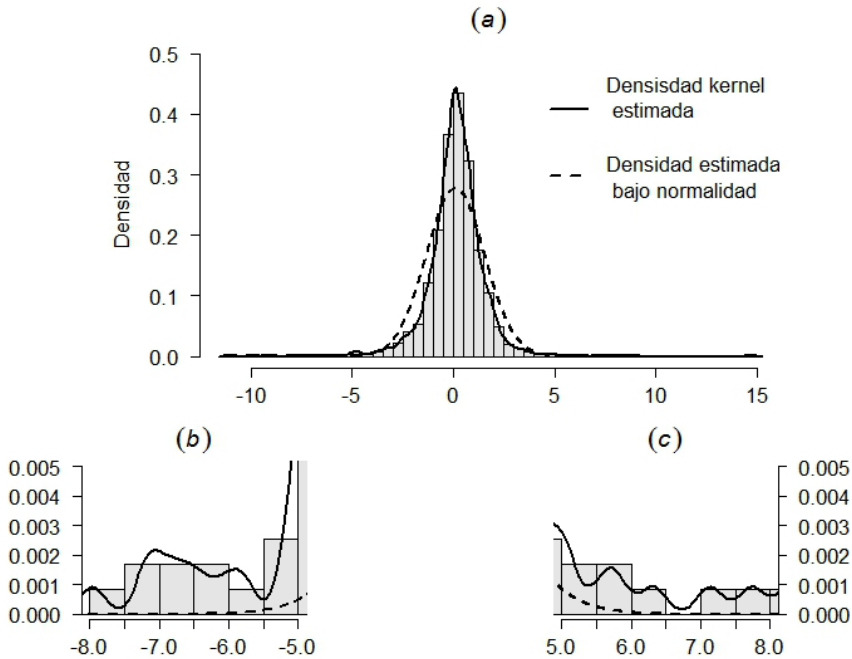 (a)
0.5
0.4
0.3
0.2
0.1
0.0
Densidad
Densisdad kernel
estimada
Densidad estimada
bajo normalidad
-10 -5 0 5 10 15
(b)
0.005
0.004
0.003
0.002
0.001
0.000
-8.0 -7.0 -6.0 -5.0
(c)
0.005
0.004
0.003
0.002
0.001
0.000
5.0 6.0 7.0 8.0